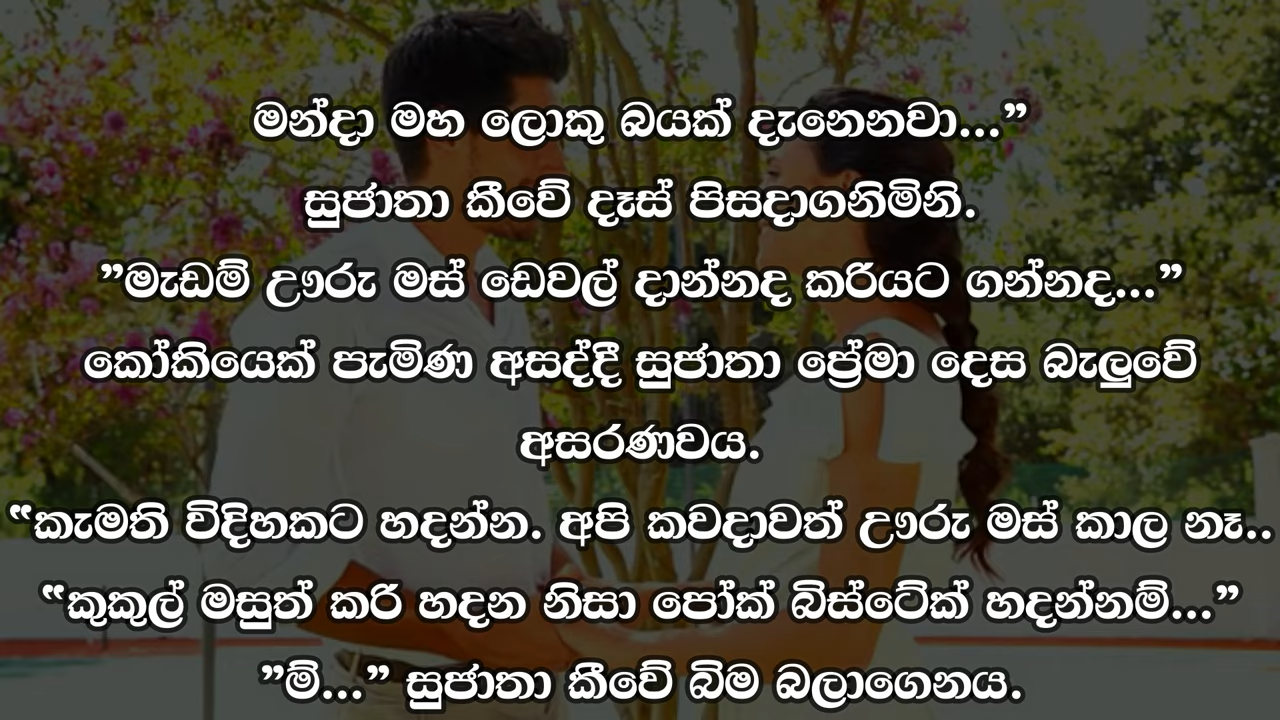 මන්දා මහ ලොකු බයක් දැනෙනවා...”
සුජාතා කීවේ දෑස් පිසදාගනිමිනි.
”මැඩම් ඌරු මස් ඩෙවල් දාන්නද කරියට ගන්නද...”
කෝකියෙක් පැමිණ අසද්දී සුජාතා ප්‍රේමා දෙස බැලුවේ
අසරණවය.
“කැමති විදිහකට හදන්න. අපි කවදාවත් ඌරු මස් කාල නෑ..
“කුකුල් මසුත් කරි හදන නිසා පෝක් බිස්ටේක් හදන්නම්...”
”ම්...” සුජාතා කීවේ බිම බලාගෙනය.